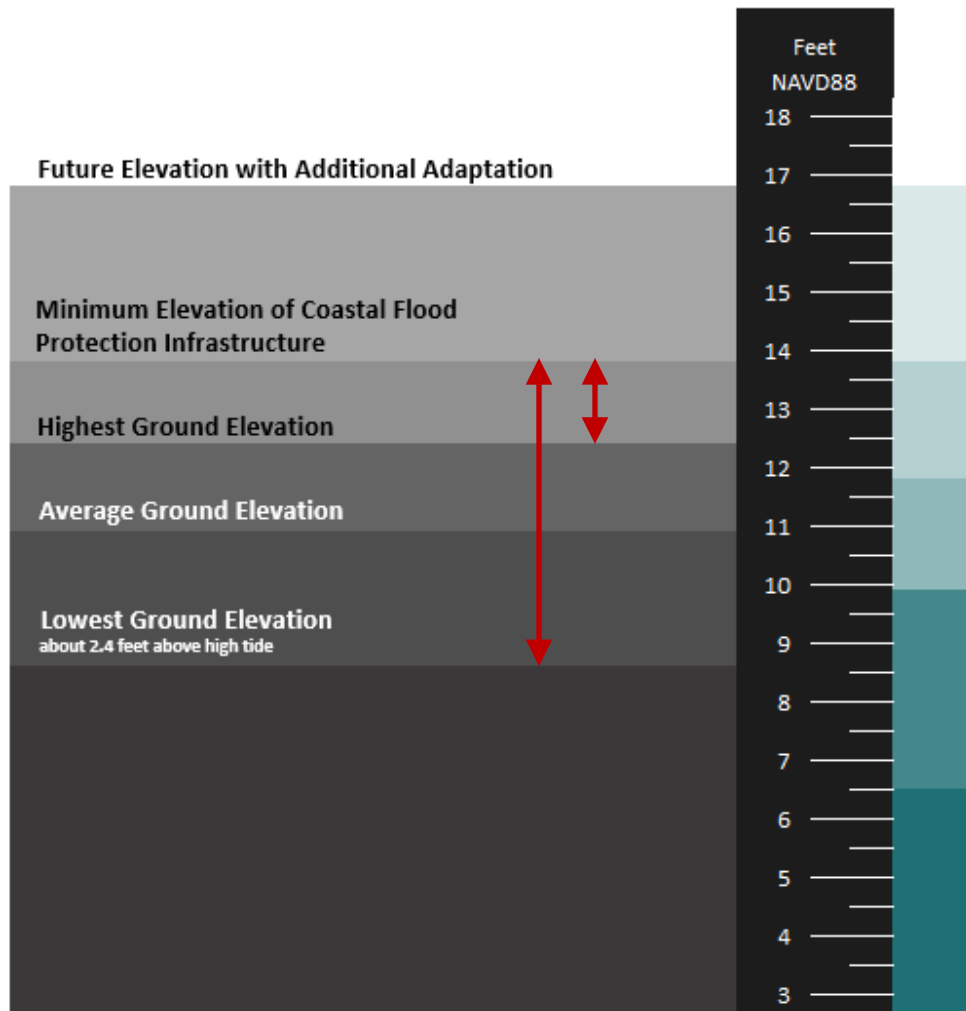 Feet
NAVD88
18
Future Elevation with Additional Adaptation
17
16
15
Minimum Elevation of Coastal Flood
Protection Infrastructure
14
13
Highest Ground Elevation
12
Average Ground Elevation
11
10
Lowest Ground Elevation
about 2.4 feet above high tide
9
8
7
6
5
4
3